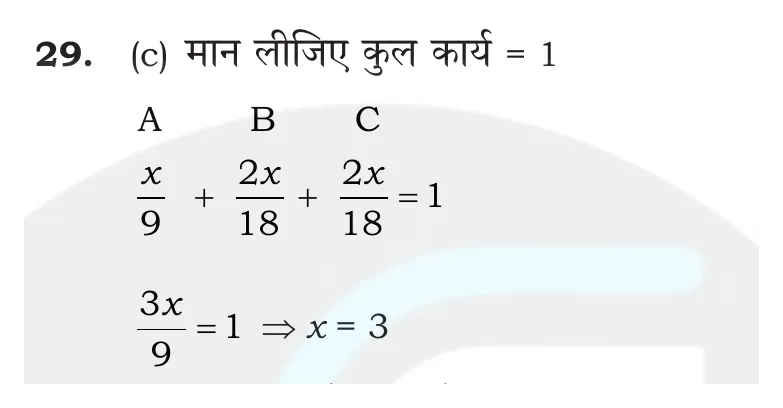 29. (c) मान लीजिए कुल कार्य = 1
A B C
x/9 + 2x/18 + 2x/18 = 1
3x/9 = 1 ⇒ x = 3